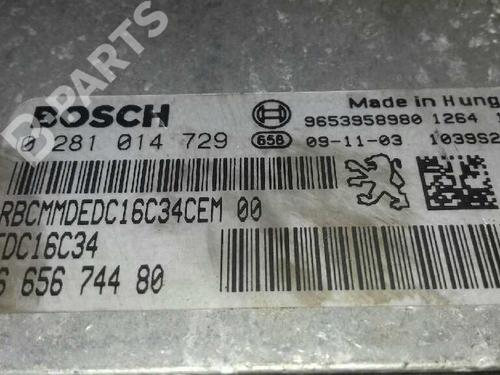 B-PARTS
BOSCH
0 281 014 729
RBCMMDEDC16C34CEM 00
EDC16C34
6 656 744 80
Made in Hung
9653958980 1264
658 09-11-03 1039S2